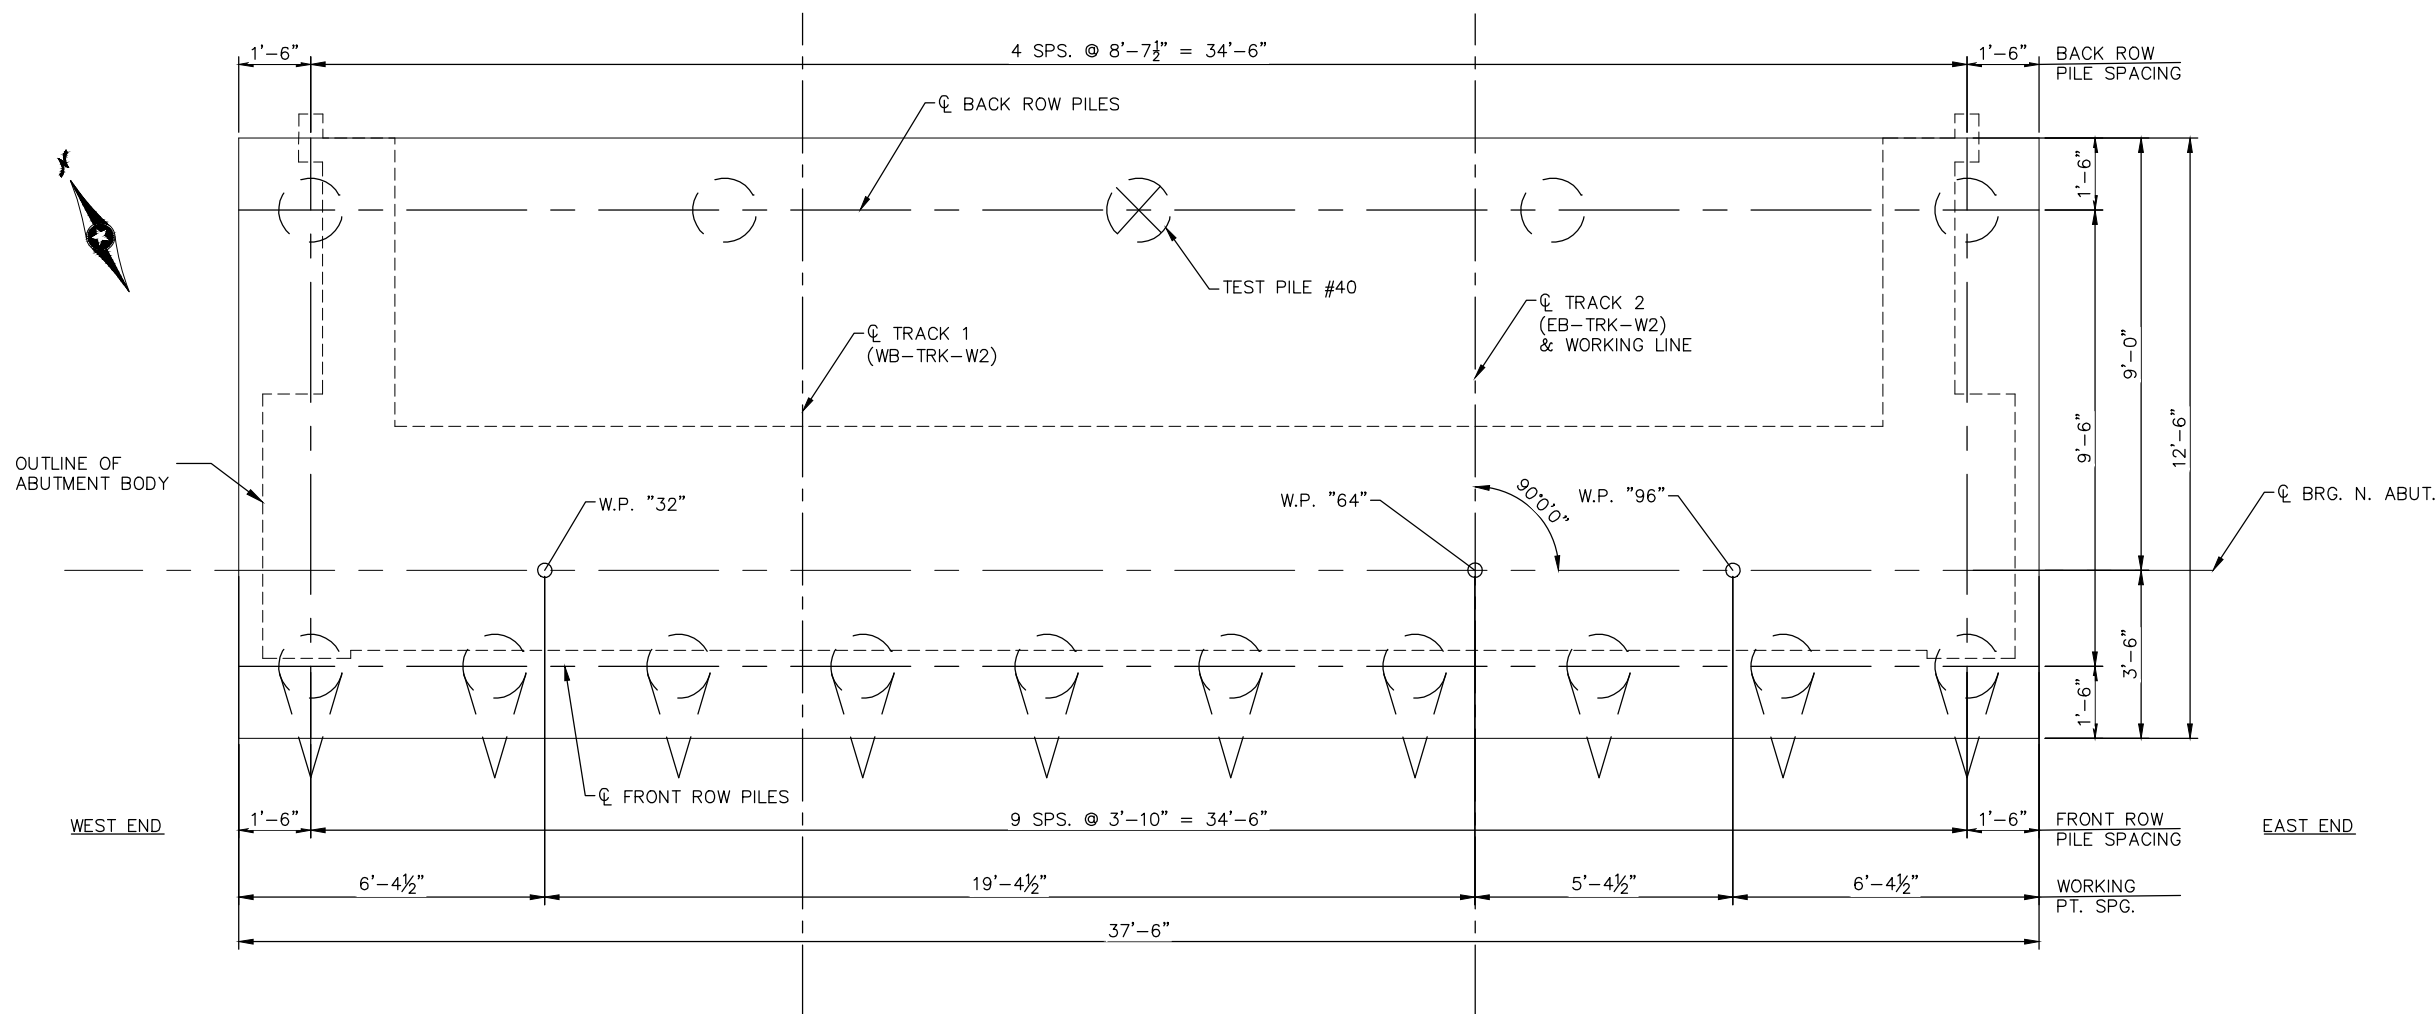 1'-6"
4 SPS. @ 8'-7½" = 34'-6"
1'-6"
BACK ROW
PILE SPACING
℄ BACK ROW PILES
1'-6"
TEST PILE #40
℄ TRACK 2
(EB-TRK-W2)
& WORKING LINE
℄ TRACK 1
(WB-TRK-W2)
9'-0"
9'-6"
12'-6"
OUTLINE OF
ABUTMENT BODY
W.P. "32"
W.P. "64"
90°0'0"
W.P. "96"
℄ BRG. N. ABUT.
3'-6"
1'-6"
℄ FRONT ROW PILES
WEST END
1'-6"
9 SPS. @ 3'-10" = 34'-6"
1'-6"
FRONT ROW
PILE SPACING
EAST END
6'-4½"
19'-4½"
5'-4½"
6'-4½"
WORKING
PT. SPG.
37'-6"